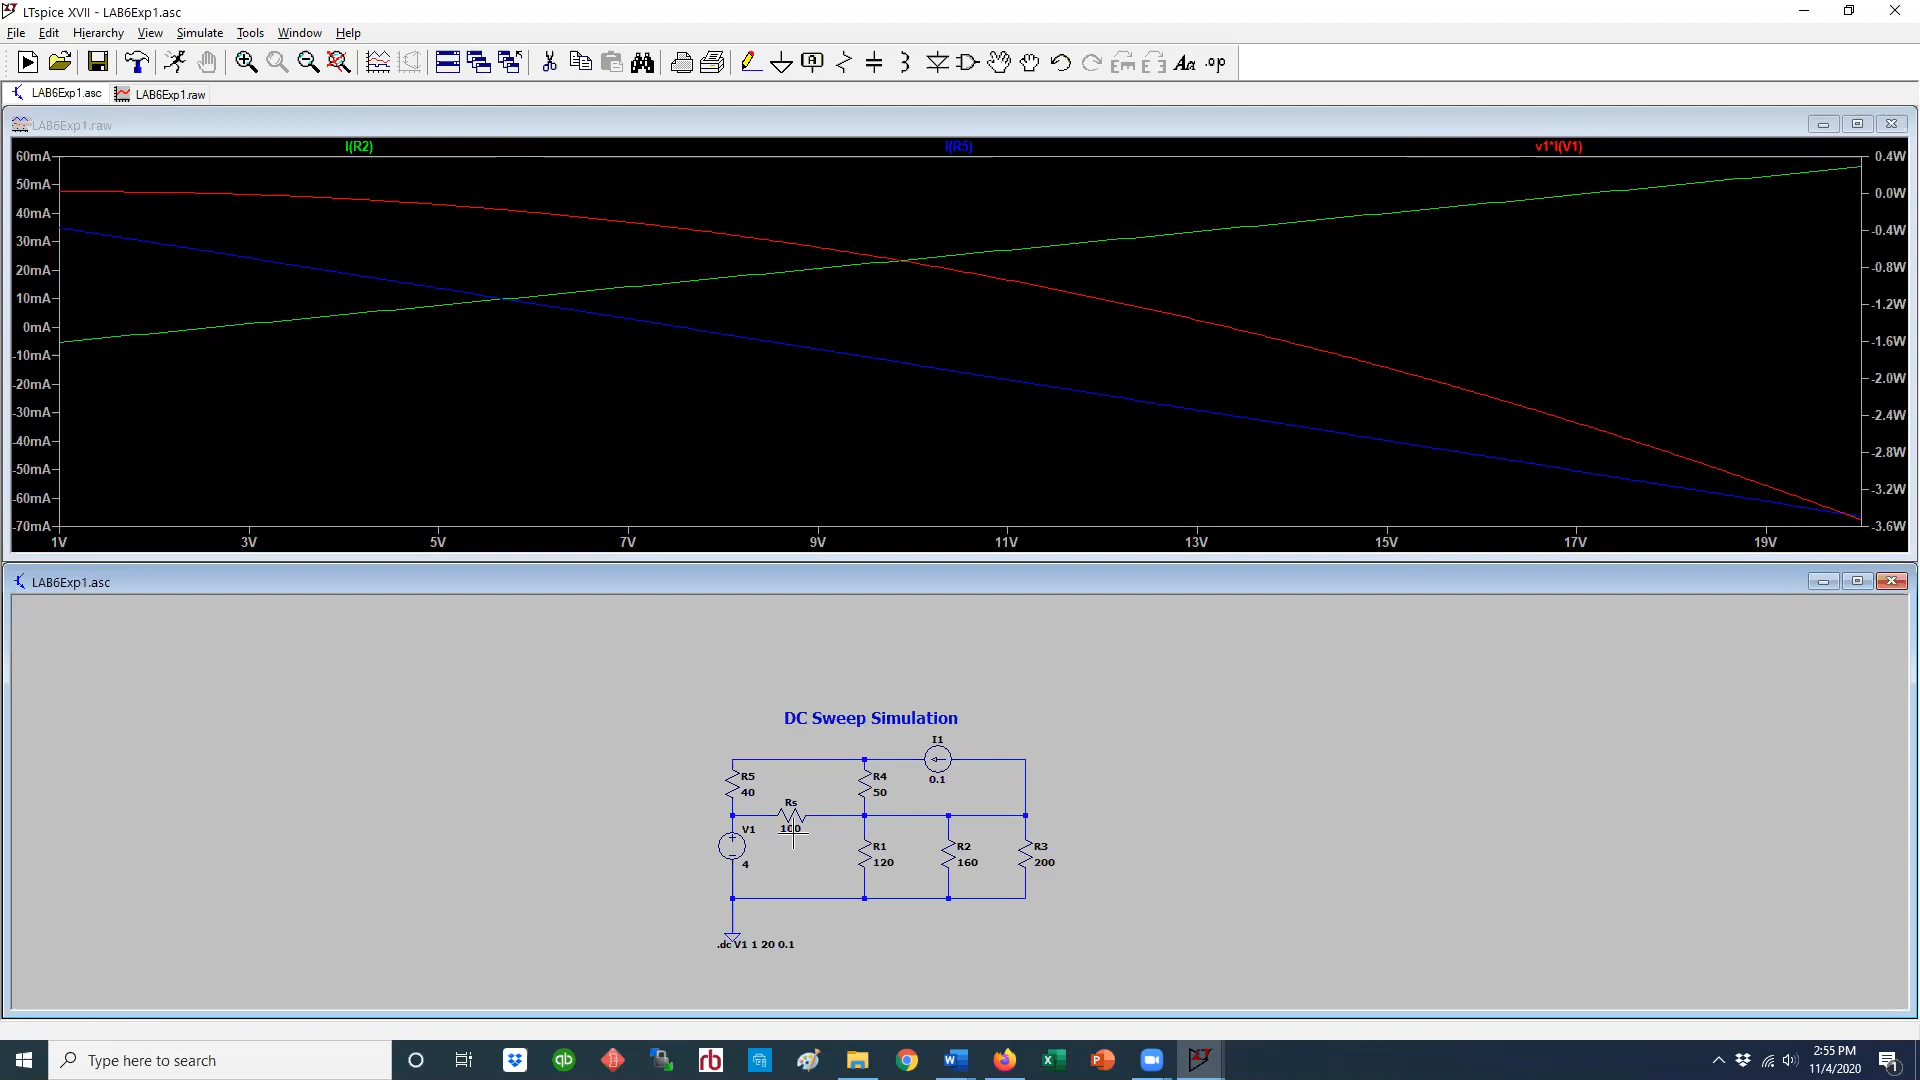 LTspice XVII - LAB6Exp1.asc
File Edit Hierarchy View Simulate Tools Window Help
LAB6Exp1.asc LAB6Exp1.raw
LAB6Exp1.raw
I(R2) I(R5) v1*I(V1)
60mA
50mA
40mA
30mA
20mA
10mA
0mA
-10mA
-20mA
-30mA
-40mA
-50mA
-60mA
-70mA
0.4W
0.0W
-0.4W
-0.8W
-1.2W
-1.6W
-2.0W
-2.4W
-2.8W
-3.2W
-3.6W
1V 3V 5V 7V 9V 11V 13V 15V 17V 19V
LAB6Exp1.asc
DC Sweep Simulation
I1
0.1
R5
40
R4
50
Rs
100
V1
4
R1
120
R2
160
R3
200
.dc V1 1 20 0.1
Type here to search
2:55 PM
11/4/2020